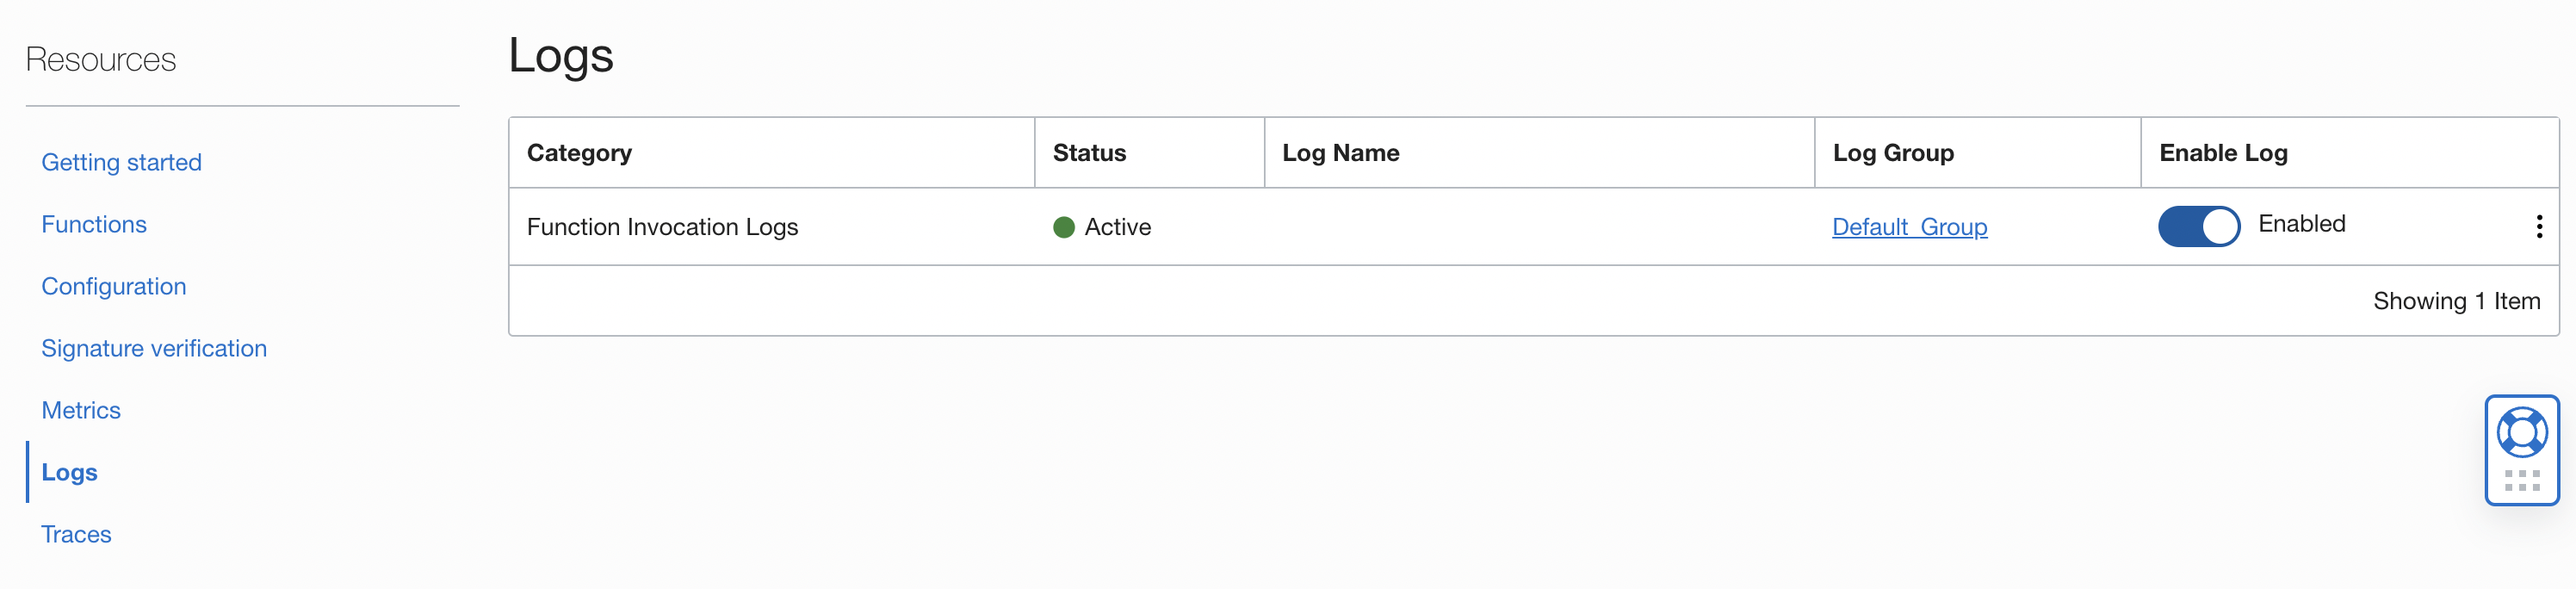 Resources
Getting started
Functions
Configuration
Signature verification
Metrics
Logs
Traces
Logs
Category Status Log Name Log Group Enable Log
Function Invocation Logs Active Default_Group Enabled
Showing 1 Item